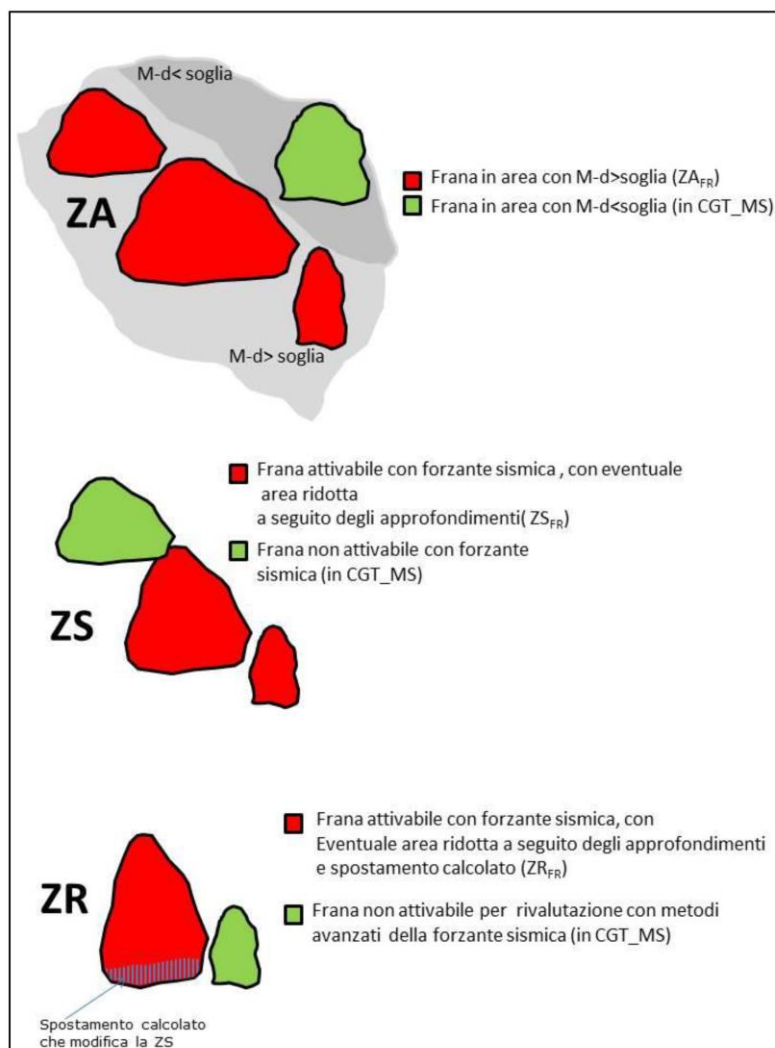 M-d< soglia
ZA
M-d> soglia
Frana in area con M-d>soglia (ZAFR)
Frana in area con M-d<soglia (in CGT_MS)
Frana attivabile con forzante sismica , con eventuale
area ridotta
a seguito degli approfondimenti( ZSFR)
Frana non attivabile con forzante
sismica (in CGT_MS)
ZS
Frana attivabile con forzante sismica, con
Eventuale area ridotta a seguito degli approfondimenti
e spostamento calcolato (ZRFR)
Frana non attivabile per rivalutazione con metodi
avanzati della forzante sismica (in CGT_MS)
ZR
Spostamento calcolato
che modifica la ZS